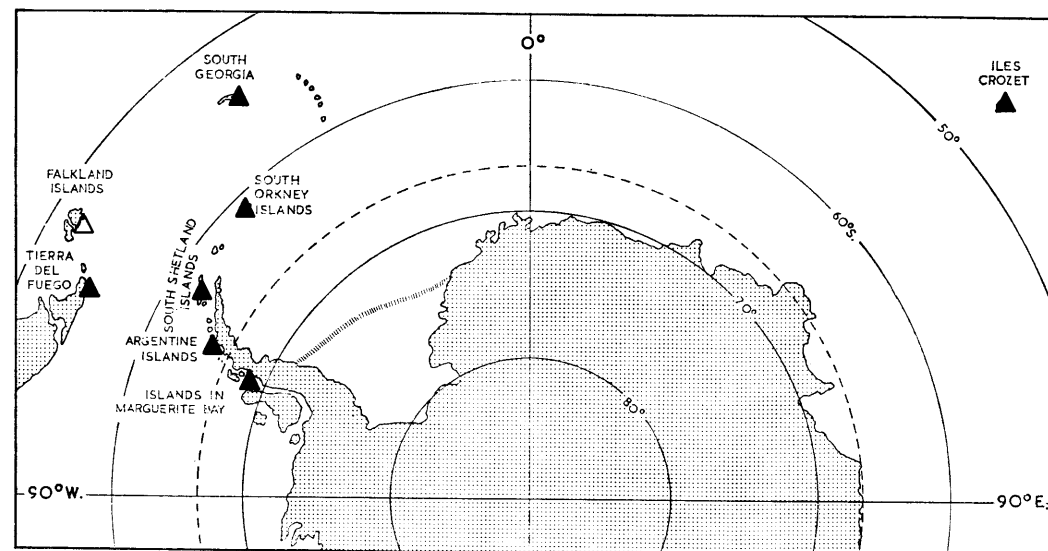 0°
SOUTH
GEORGIA
ILES
CROZET
50°
FALKLAND
ISLANDS
SOUTH
ORKNEY
ISLANDS
60°S.
TIERRA
DEL
FUEGO
SOUTH SHETLAND
ISLANDS
70°
ARGENTINE
ISLANDS
ISLANDS IN
MARGUERITE BAY
80°
90°W.
90°E.